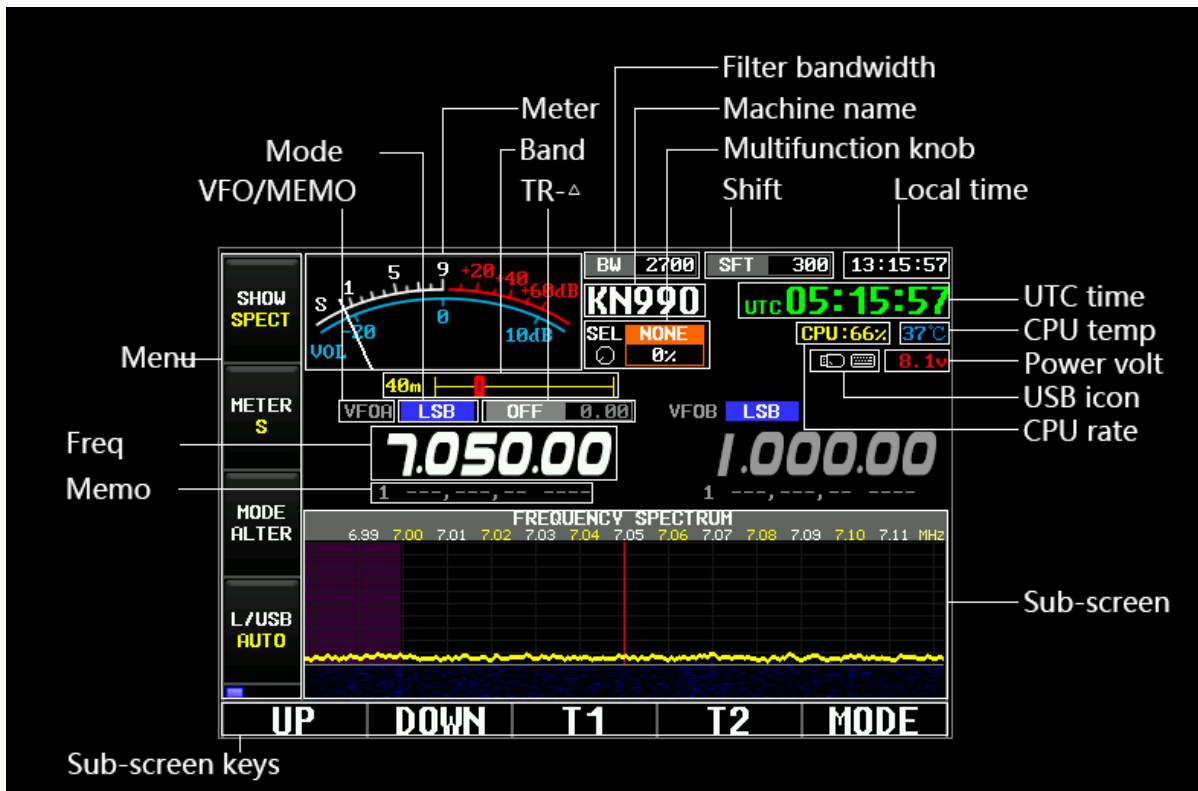 Filter bandwidth
Meter
Machine name
Mode
Band
Multifunction knob
VFO/MEMO
TR-△
Shift
Local time
SHOW
SPECT
S 1 5 9 +20 +40 +60dB
VOL -20 0 10dB
BW 2700 SFT 300 13:15:57
KN990
UTC 05:15:57
UTC time
SEL NONE
0%
CPU:66% 37℃
CPU temp
Menu
8.1v
Power volt
USB icon
CPU rate
40m
METER
S
VFOA LSB OFF 0.00 VFOB LSB
Freq
7.050.00 1.000.00
Memo
1 ---,---,-- ---- 1 ---,---,-- ----
MODE
ALTER
FREQUENCY SPECTRUM
6.99 7.00 7.01 7.02 7.03 7.04 7.05 7.06 7.07 7.08 7.09 7.10 7.11 MHz
Sub-screen
L/USB
AUTO
UP DOWN T1 T2 MODE
Sub-screen keys